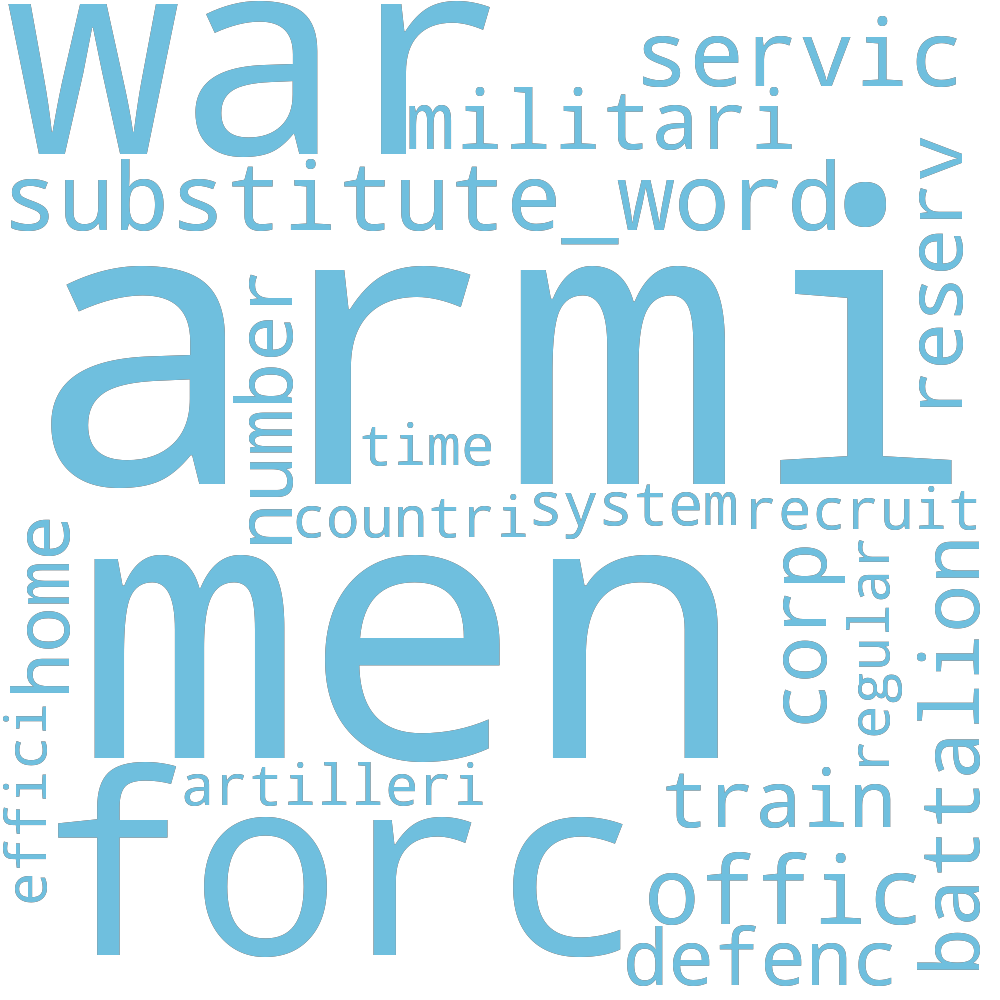 war
servic
militari
substitute_word
reserv
armi
number
time
countri
system
recruit
home
men
corp
regular
battalion
effici
artilleri
forc
train
offic
defenc